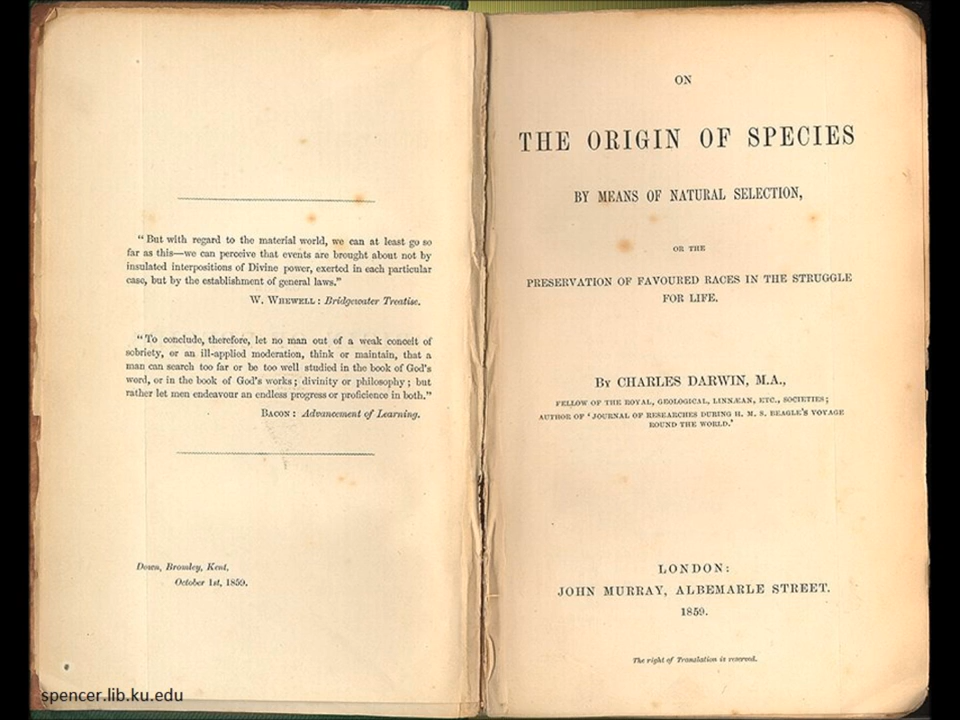 “But with regard to the material world, we can at least go so
far as this—we can perceive that events are brought about not by
insulated interpositions of Divine power, exerted in each particular
case, but by the establishment of general laws.”
W. WHEWELL: Bridgewater Treatise.
“To conclude, therefore, let no man out of a weak conceit of
sobriety, or an ill-applied moderation, think or maintain, that a
man can search too far or be too well studied in the book of God’s
word, or in the book of God’s works; divinity or philosophy; but
rather let men endeavour an endless progress or proficience in both.”
BACON: Advancement of Learning.
Down, Bromley, Kent,
October 1st, 1859.
spencer.lib.ku.edu
ON
THE ORIGIN OF SPECIES
BY MEANS OF NATURAL SELECTION,
OR THE
PRESERVATION OF FAVOURED RACES IN THE STRUGGLE
FOR LIFE.
BY CHARLES DARWIN, M.A.,
FELLOW OF THE ROYAL, GEOLOGICAL, LINNÆAN, ETC., SOCIETIES;
AUTHOR OF ‘JOURNAL OF RESEARCHES DURING H. M. S. BEAGLE’S VOYAGE
ROUND THE WORLD.’
LONDON:
JOHN MURRAY, ALBEMARLE STREET.
1859.
The right of Translation is reserved.